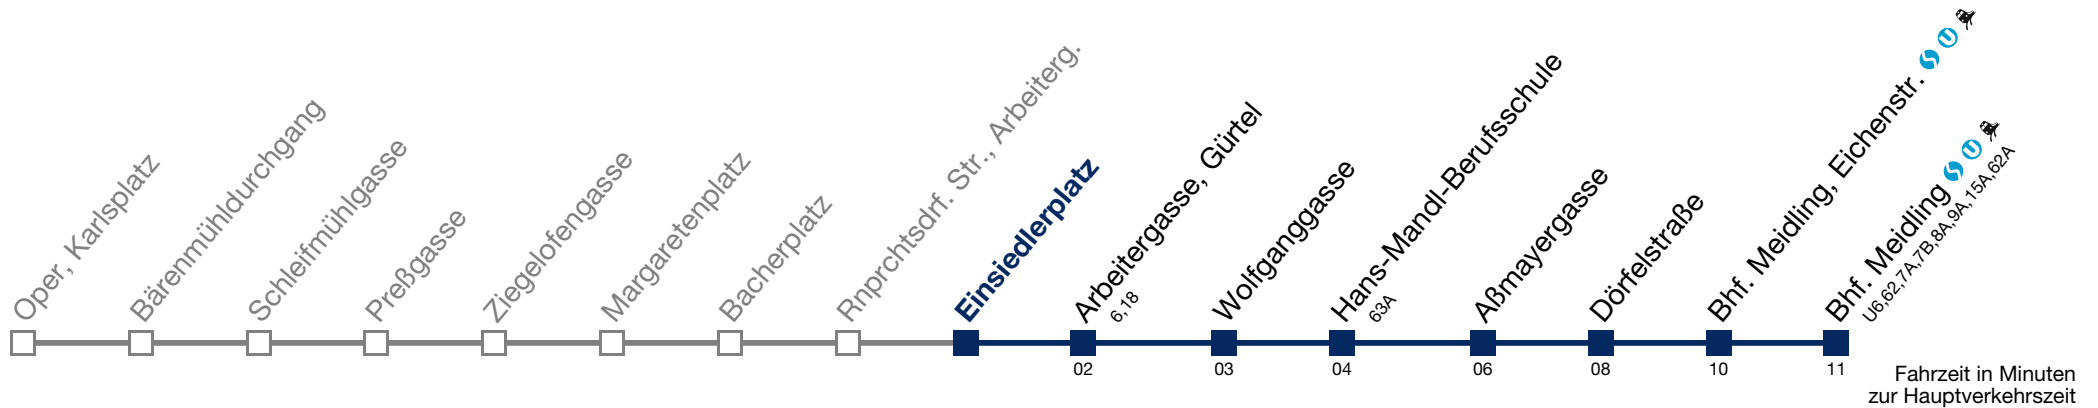 Oper, Karlsplatz
Bärenmühldurchgang
Schleifmühlgasse
Preßgasse
Ziegelofengasse
Margaretenplatz
Bacherplatz
Rnprchtsdrf. Str., Arbeiterg.
Einsiedlerplatz
Arbeitergasse, Gürtel
6,18
Wolfganggasse
Hans-Mandl-Berufsschule
63A
Aßmayergasse
Dörfelstraße
Bhf. Meidling, Eichenstr. S U
Bhf. Meidling S U
U6,62,7A,7B,8A,9A,15A,62A
02
03
04
06
08
10
11
Fahrzeit in Minuten
zur Hauptverkehrszeit